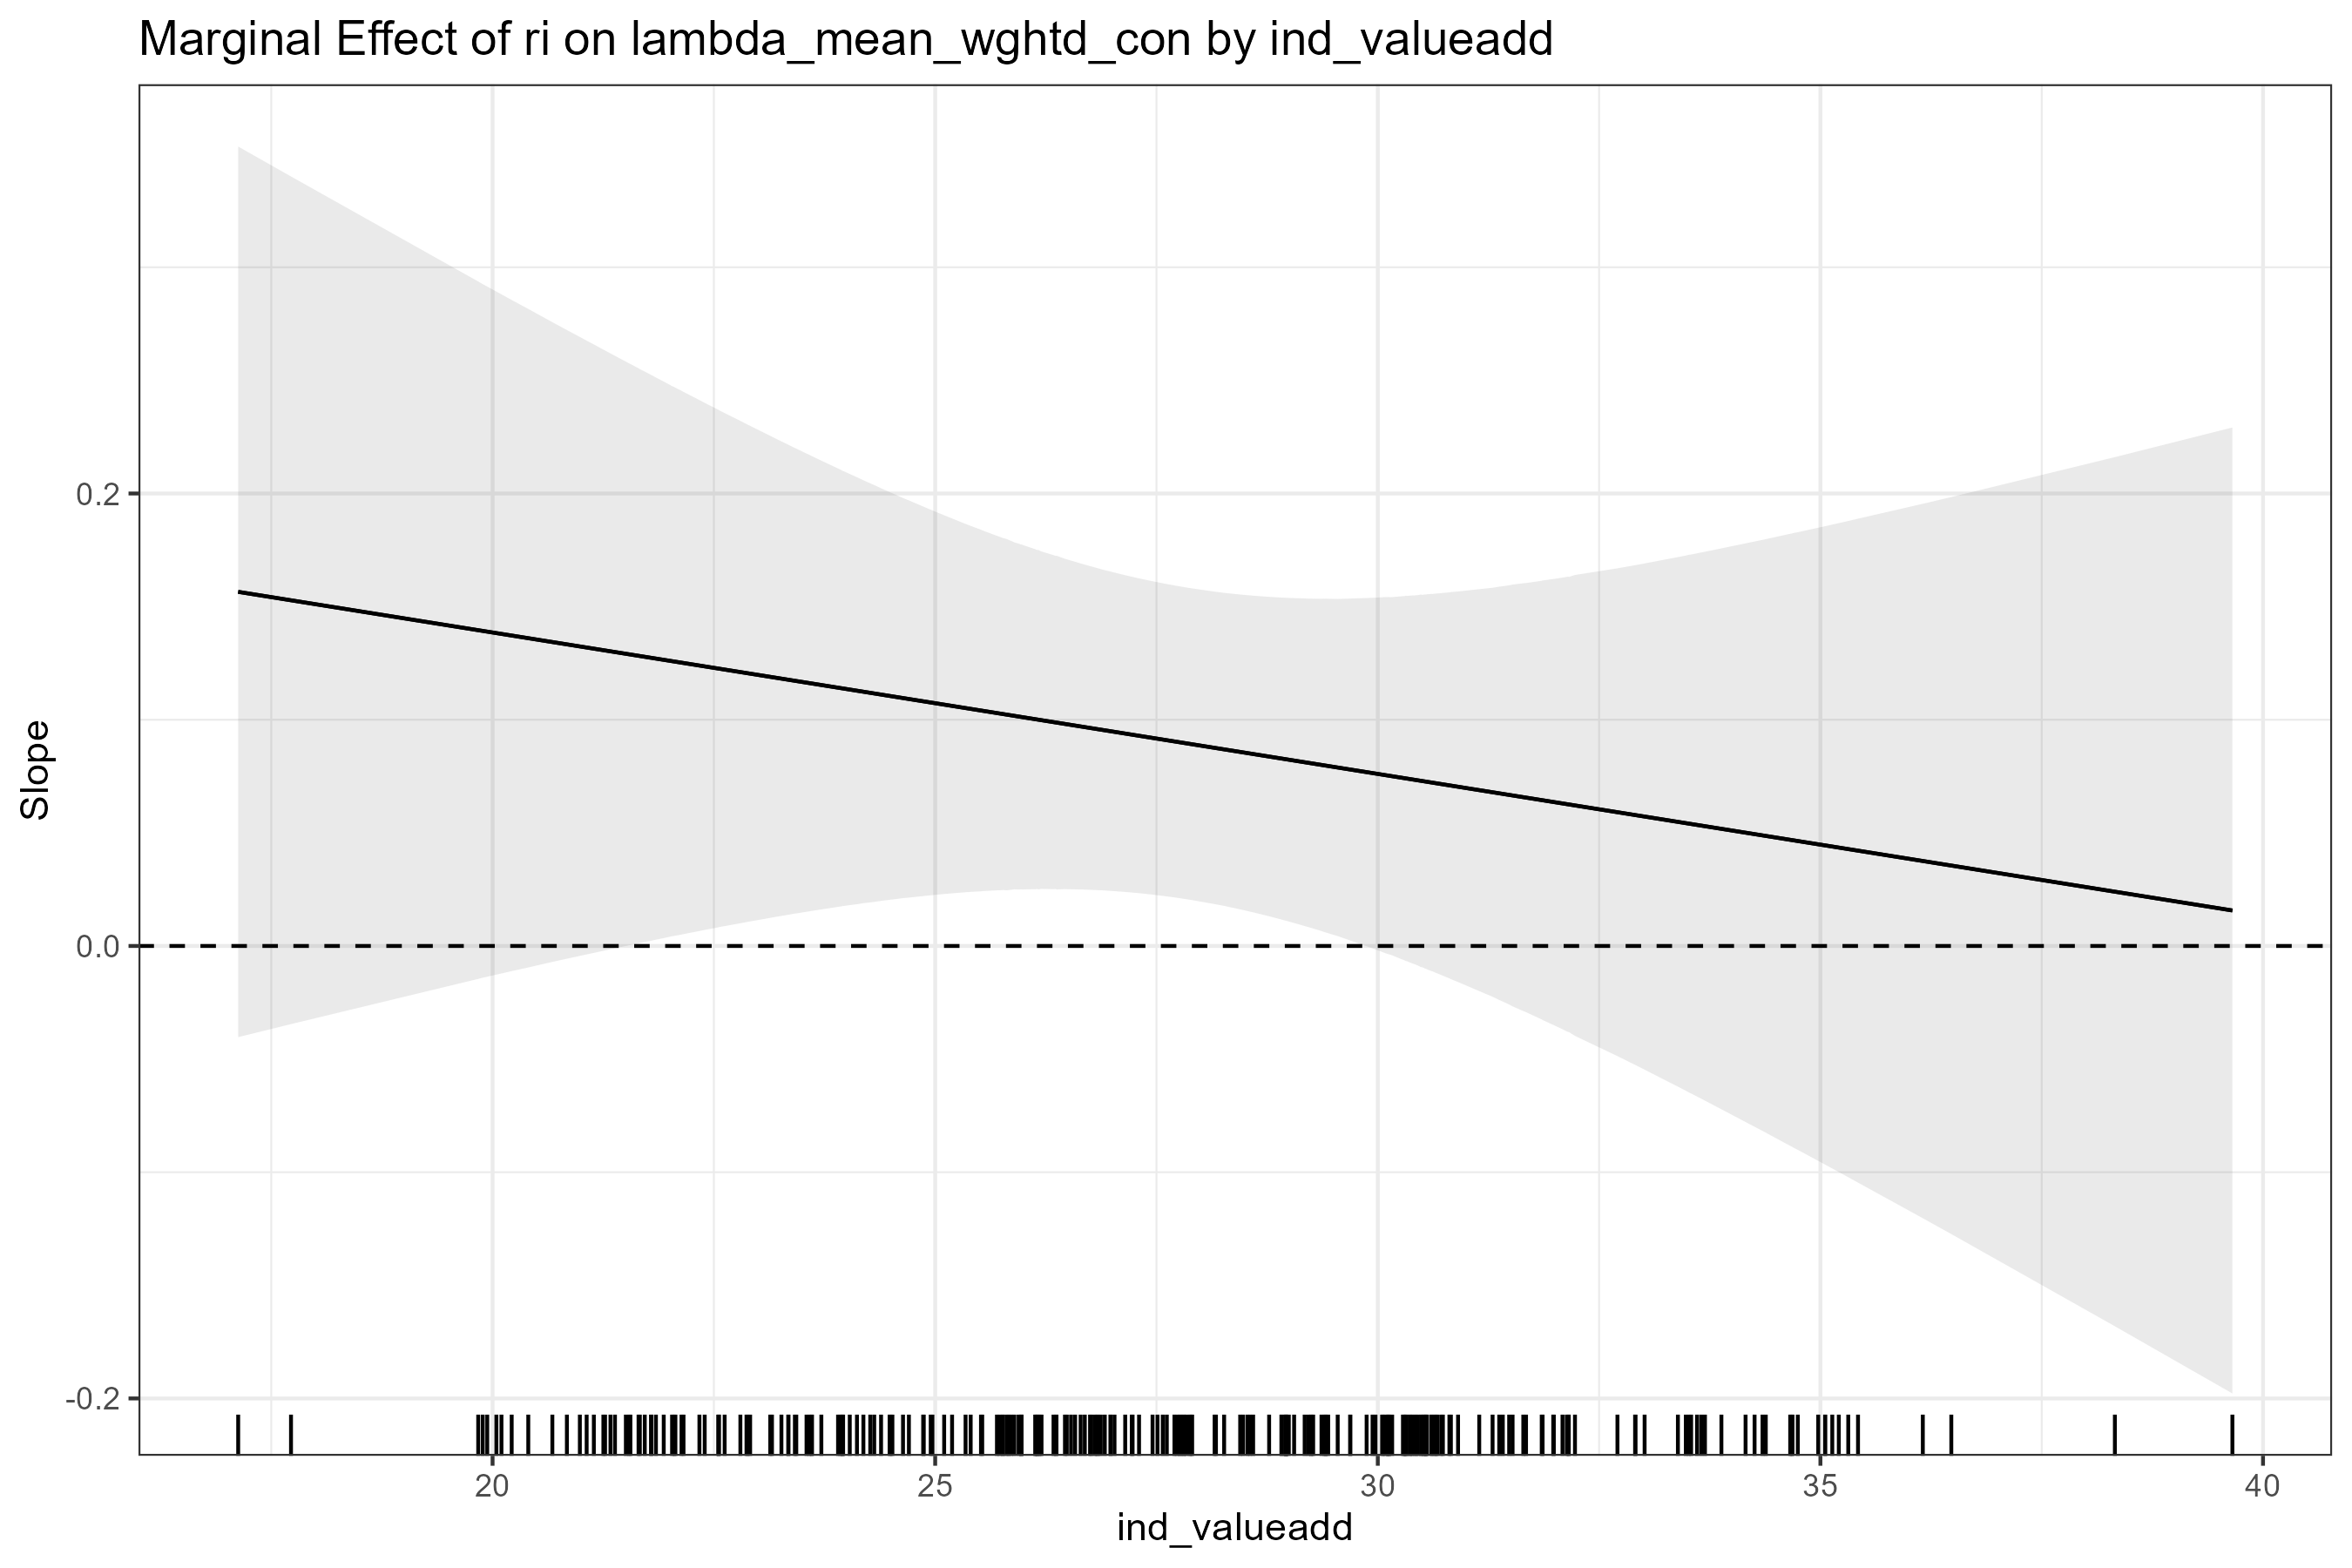 Marginal Effect of ri on lambda_mean_wghtd_con by ind_valueadd
Slope
0.2
0.0
-0.2
20 25 30 35 40
ind_valueadd